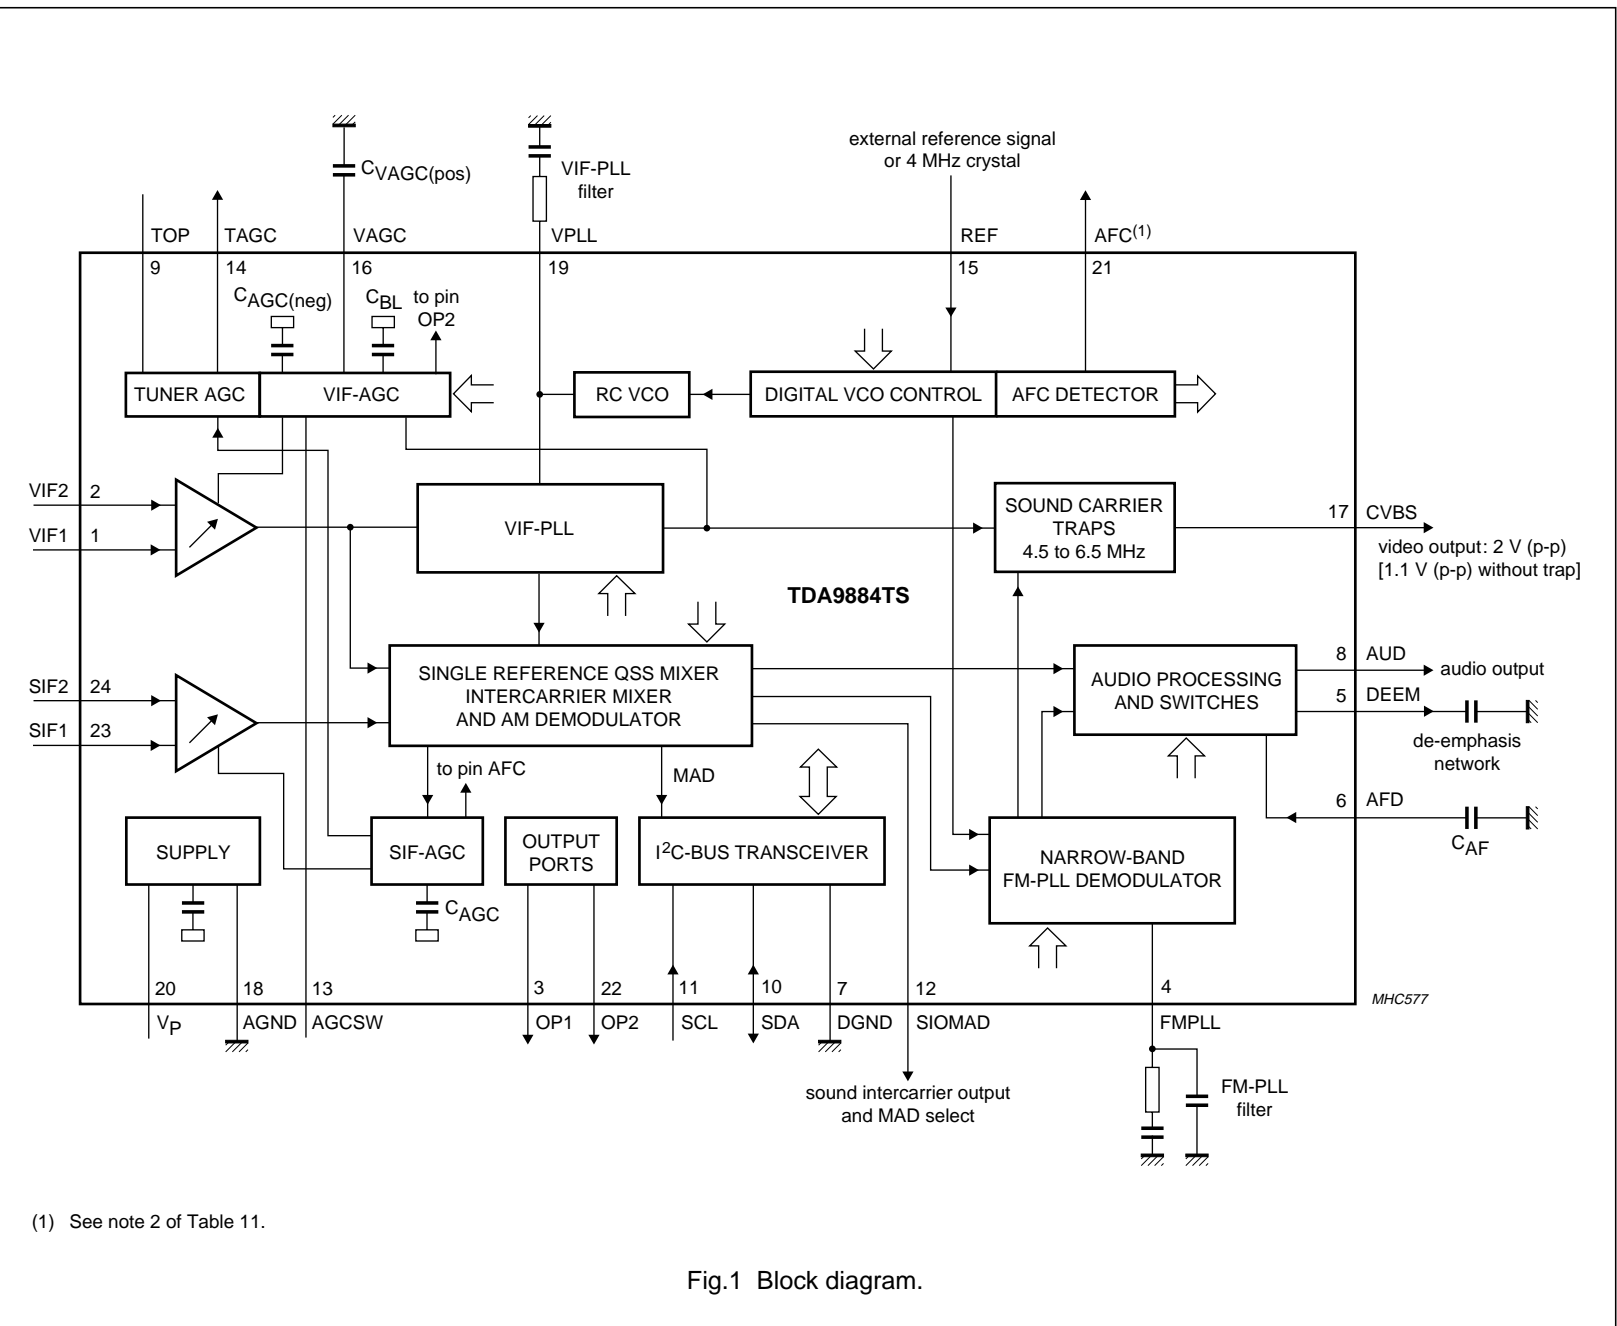 external reference signal
or 4 MHz crystal
CVAGC(pos)
VIF-PLL
filter
TOP
TAGC
VAGC
VPLL
REF
AFC(1)
9
14
16
19
15
21
CAGC(neg)
CBL
to pin
OP2
TUNER AGC
VIF-AGC
RC VCO
DIGITAL VCO CONTROL
AFC DETECTOR
VIF2
2
VIF1
1
VIF-PLL
SOUND CARRIER
TRAPS
4.5 to 6.5 MHz
17
CVBS
video output: 2 V (p-p)
[1.1 V (p-p) without trap]
TDA9884TS
SIF2
24
SIF1
23
SINGLE REFERENCE QSS MIXER
INTERCARRIER MIXER
AND AM DEMODULATOR
AUDIO PROCESSING
AND SWITCHES
8
AUD
audio output
5
DEEM
de-emphasis
network
6
AFD
CAF
to pin AFC
MAD
SUPPLY
SIF-AGC
OUTPUT
PORTS
I2C-BUS TRANSCEIVER
NARROW-BAND
FM-PLL DEMODULATOR
CAGC
20
18
13
3
22
11
10
7
12
4
VP
AGND
AGCSW
OP1
OP2
SCL
SDA
DGND
SIOMAD
FMPLL
MHC577
sound intercarrier output
and MAD select
FM-PLL
filter
(1) See note 2 of Table 11.
Fig.1 Block diagram.